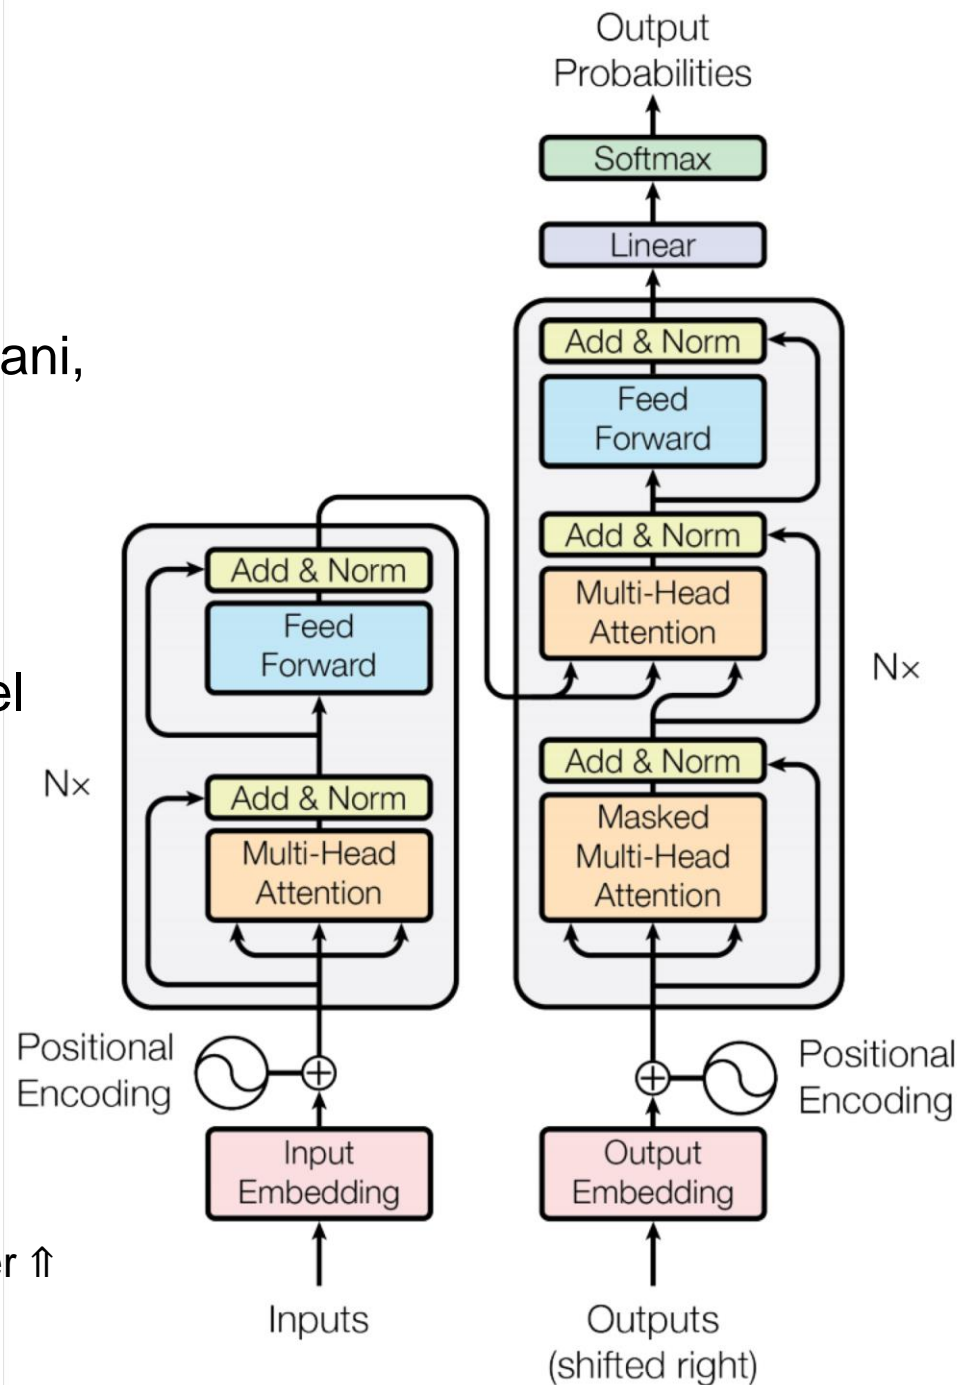 Output
Probabilities
Softmax
Linear
Add & Norm
Feed
Forward
Add & Norm
Multi-Head
Attention
Add & Norm
Masked
Multi-Head
Attention
Nx
Positional
Encoding
Output
Embedding
Outputs
(shifted right)
ani,
el
er ⇑
Add & Norm
Feed
Forward
Nx
Add & Norm
Multi-Head
Attention
Positional
Encoding
Input
Embedding
Inputs